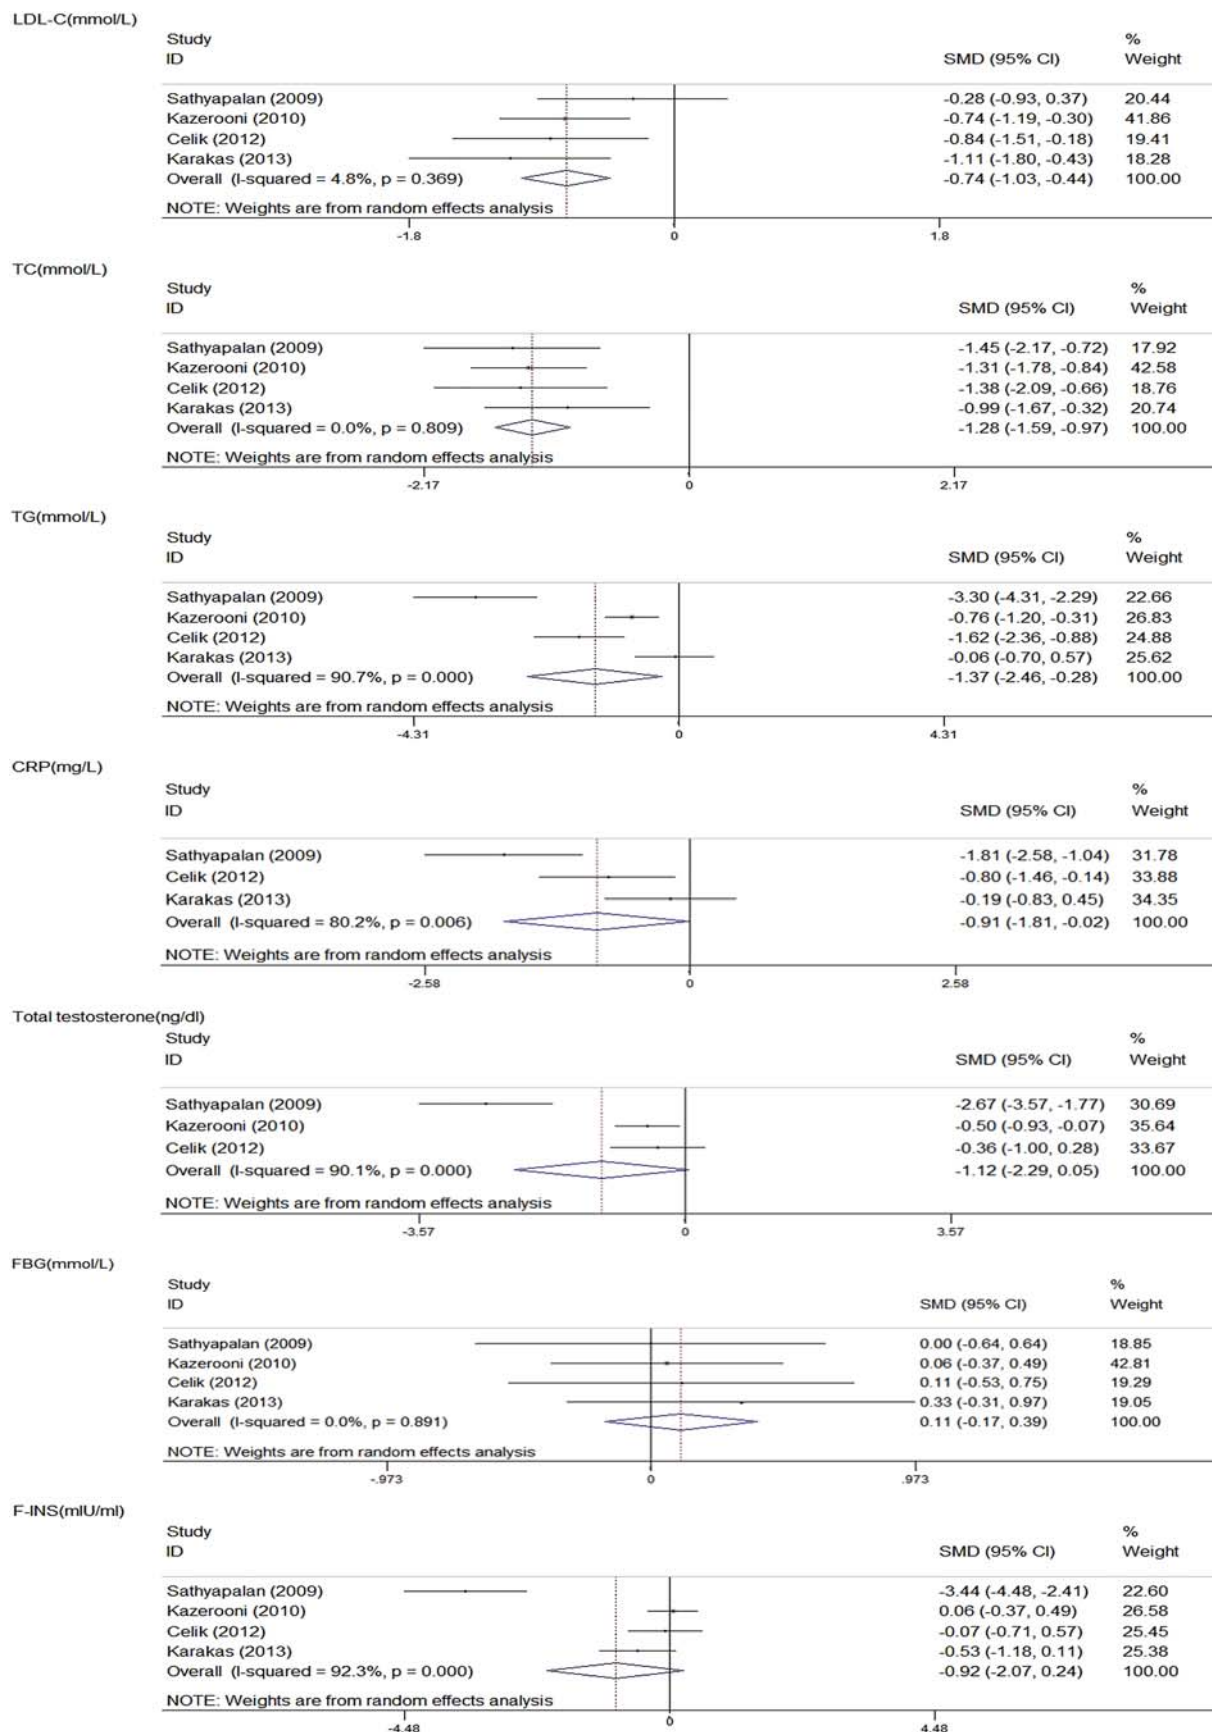 LDL-C(mmol/L)
Study %
ID SMD (95% CI) Weight
Sathyapalan (2009) -0.28 (-0.93, 0.37) 20.44
Kazerooni (2010) -0.74 (-1.19, -0.30) 41.86
Celik (2012) -0.84 (-1.51, -0.18) 19.41
Karakas (2013) -1.11 (-1.80, -0.43) 18.28
Overall (I-squared = 4.8%, p = 0.369) -0.74 (-1.03, -0.44) 100.00
NOTE: Weights are from random effects analysis
-1.8 0 1.8
TC(mmol/L)
Study %
ID SMD (95% CI) Weight
Sathyapalan (2009) -1.45 (-2.17, -0.72) 17.92
Kazerooni (2010) -1.31 (-1.78, -0.84) 42.58
Celik (2012) -1.38 (-2.09, -0.66) 18.76
Karakas (2013) -0.99 (-1.67, -0.32) 20.74
Overall (I-squared = 0.0%, p = 0.809) -1.28 (-1.59, -0.97) 100.00
NOTE: Weights are from random effects analysis
-2.17 0 2.17
TG(mmol/L)
Study %
ID SMD (95% CI) Weight
Sathyapalan (2009) -3.30 (-4.31, -2.29) 22.66
Kazerooni (2010) -0.76 (-1.20, -0.31) 26.83
Celik (2012) -1.62 (-2.36, -0.88) 24.88
Karakas (2013) -0.06 (-0.70, 0.57) 25.62
Overall (I-squared = 90.7%, p = 0.000) -1.37 (-2.46, -0.28) 100.00
NOTE: Weights are from random effects analysis
-4.31 0 4.31
CRP(mg/L)
Study %
ID SMD (95% CI) Weight
Sathyapalan (2009) -1.81 (-2.58, -1.04) 31.78
Celik (2012) -0.80 (-1.46, -0.14) 33.88
Karakas (2013) -0.19 (-0.83, 0.45) 34.35
Overall (I-squared = 80.2%, p = 0.006) -0.91 (-1.81, -0.02) 100.00
NOTE: Weights are from random effects analysis
-2.58 0 2.58
Total testosterone(ng/dl)
Study %
ID SMD (95% CI) Weight
Sathyapalan (2009) -2.67 (-3.57, -1.77) 30.69
Kazerooni (2010) -0.50 (-0.93, -0.07) 35.64
Celik (2012) -0.36 (-1.00, 0.28) 33.67
Overall (I-squared = 90.1%, p = 0.000) -1.12 (-2.29, 0.05) 100.00
NOTE: Weights are from random effects analysis
-3.57 0 3.57
FBG(mmol/L)
Study %
ID SMD (95% CI) Weight
Sathyapalan (2009) 0.00 (-0.64, 0.64) 18.85
Kazerooni (2010) 0.06 (-0.37, 0.49) 42.81
Celik (2012) 0.11 (-0.53, 0.75) 19.29
Karakas (2013) 0.33 (-0.31, 0.97) 19.05
Overall (I-squared = 0.0%, p = 0.891) 0.11 (-0.17, 0.39) 100.00
NOTE: Weights are from random effects analysis
-.973 0 .973
F-INS(mIU/ml)
Study %
ID SMD (95% CI) Weight
Sathyapalan (2009) -3.44 (-4.48, -2.41) 22.60
Kazerooni (2010) 0.06 (-0.37, 0.49) 26.58
Celik (2012) -0.07 (-0.71, 0.57) 25.45
Karakas (2013) -0.53 (-1.18, 0.11) 25.38
Overall (I-squared = 92.3%, p = 0.000) -0.92 (-2.07, 0.24) 100.00
NOTE: Weights are from random effects analysis
-4.48 0 4.48